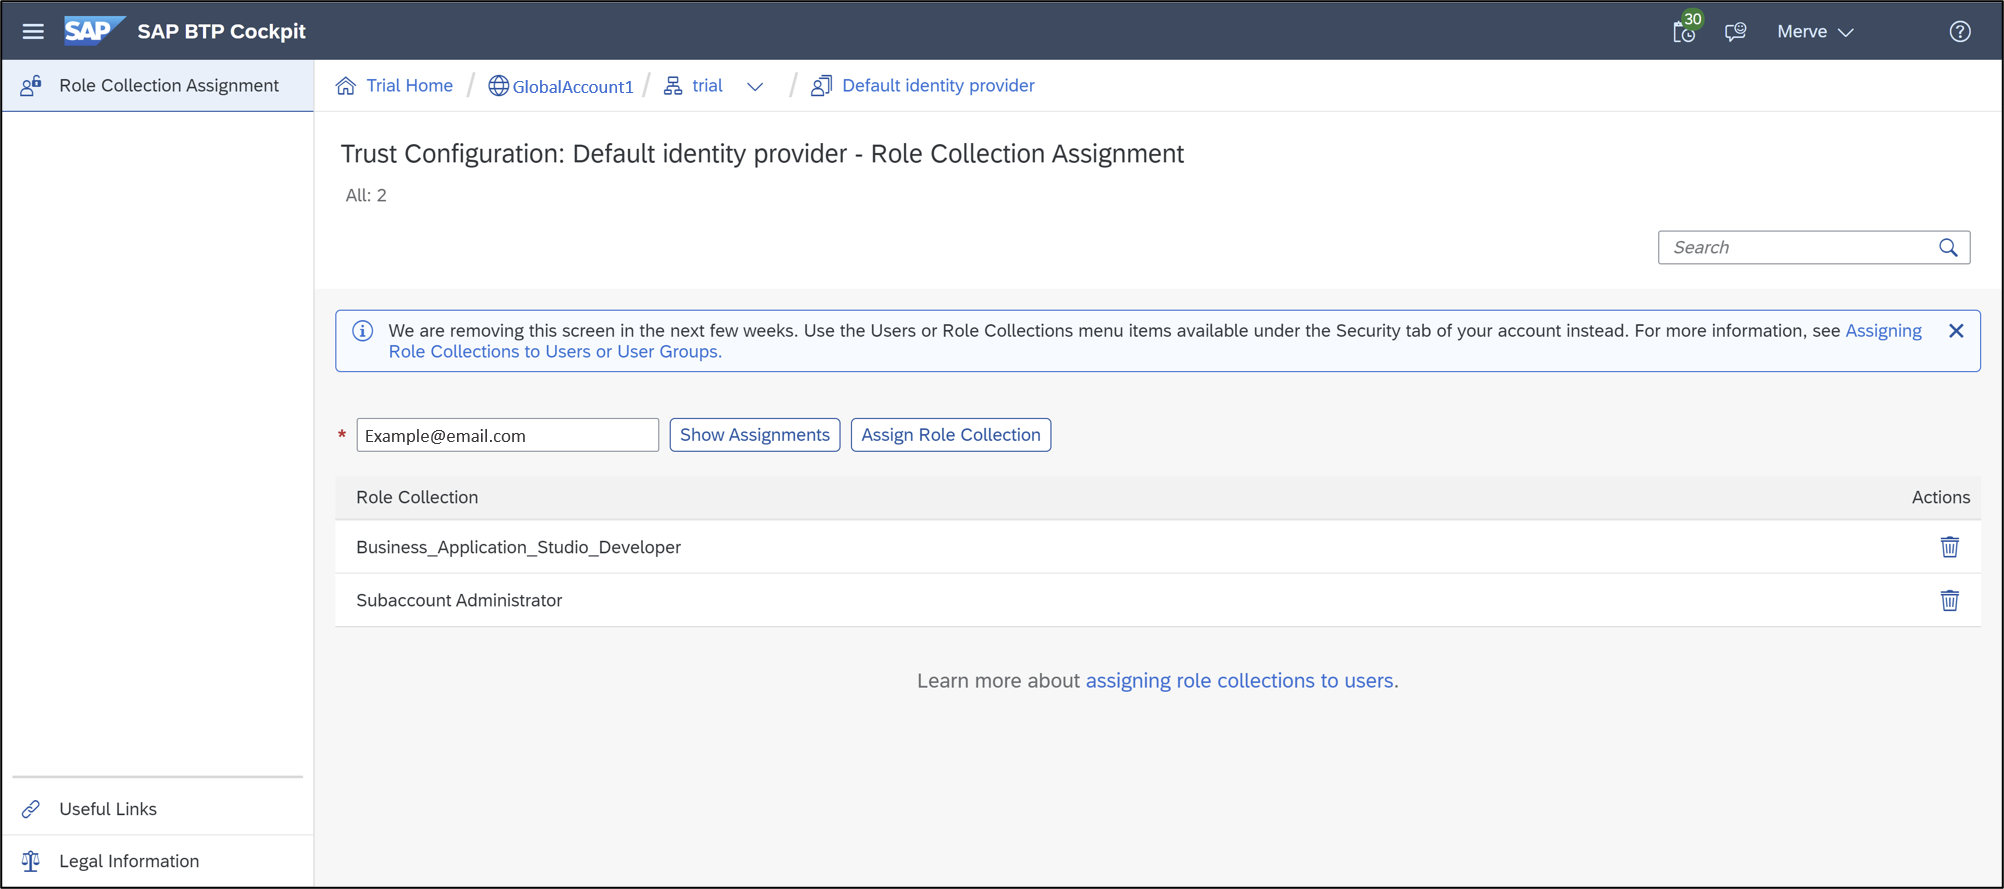 SAP SAP BTP Cockpit 30 Merve
Role Collection Assignment
Trial Home / GlobalAccount1 / trial / Default identity provider
Trust Configuration: Default identity provider - Role Collection Assignment
All: 2
Search
We are removing this screen in the next few weeks. Use the Users or Role Collections menu items available under the Security tab of your account instead. For more information, see Assigning
Role Collections to Users or User Groups.
* Example@email.com Show Assignments Assign Role Collection
Role Collection Actions
Business_Application_Studio_Developer
Subaccount Administrator
Learn more about assigning role collections to users.
Useful Links
Legal Information